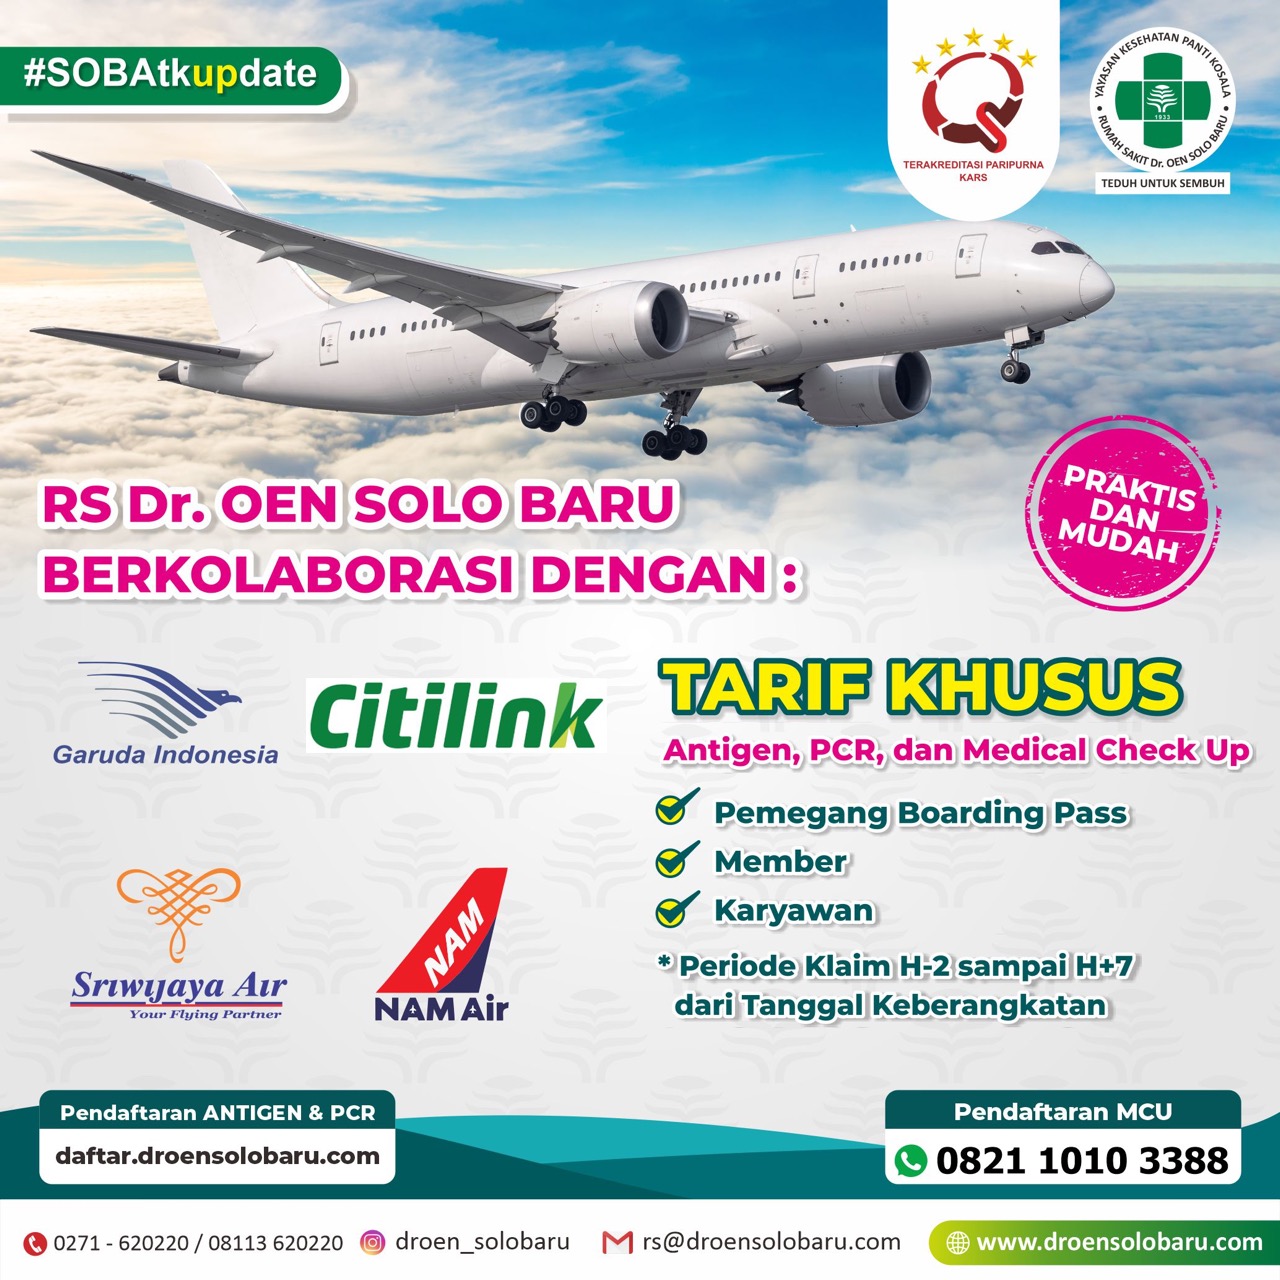 #SOBAtkupdate
TERAKREDITASI PARIPURNA
KARS
YAYASAN KESEHATAN PANTI KOSALA
1933
RUMAH SAKIT Dr. OEN SOLO BARU
TEDUH UNTUK SEMBUH
RS Dr. OEN SOLO BARU
BERKOLABORASI DENGAN :
PRAKTIS
DAN
MUDAH
Garuda Indonesia
Citilink
Sriwijaya Air
Your Flying Partner
NAM
NAM Air
TARIF KHUSUS
Antigen, PCR, dan Medical Check Up
Pemegang Boarding Pass
Member
Karyawan
* Periode Klaim H-2 sampai H+7
dari Tanggal Keberangkatan
Pendaftaran ANTIGEN & PCR
daftar.droensolobaru.com
Pendaftaran MCU
0821 1010 3388
0271 - 620220 / 08113 620220
droen_solobaru
rs@droensolobaru.com
www.droensolobaru.com